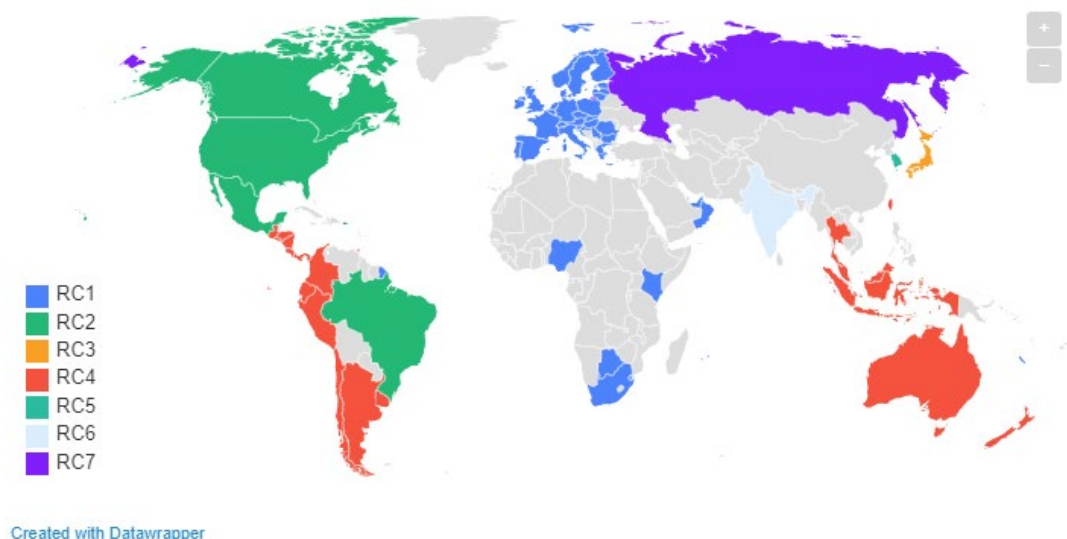 +
−
RC1
RC2
RC3
RC4
RC5
RC6
RC7
Created with Datawrapper